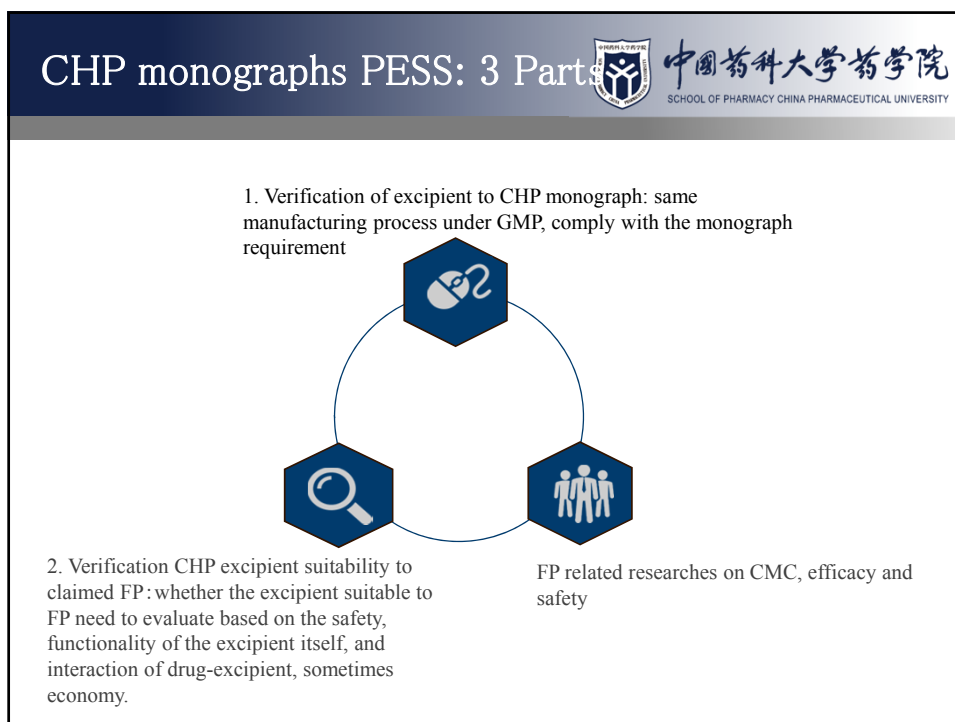 CHP monographs PESS: 3 Parts
中国药科大学药学院
SCHOOL OF PHARMACY CHINA PHARMACEUTICAL UNIVERSITY
1. Verification of excipient to CHP monograph: same
manufacturing process under GMP, comply with the monograph
requirement
2. Verification CHP excipient suitability to
claimed FP：whether the excipient suitable to
FP need to evaluate based on the safety,
functionality of the excipient itself, and
interaction of drug-excipient, sometimes
economy.
FP related researches on CMC, efficacy and
safety